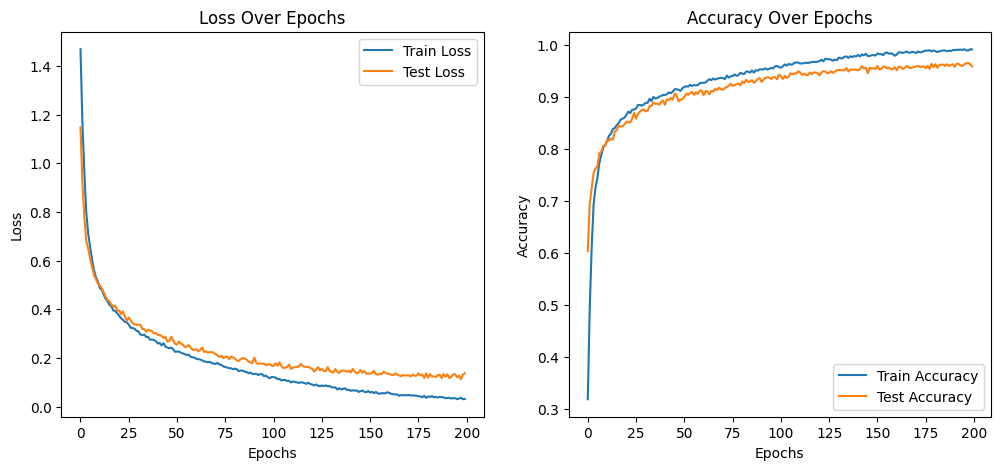 Loss Over Epochs
Train Loss
Test Loss
1.4
1.2
1.0
0.8
0.6
0.4
0.2
0.0
Loss
0 25 50 75 100 125 150 175 200
Epochs
Accuracy Over Epochs
1.0
0.9
0.8
0.7
0.6
0.5
0.4
0.3
Accuracy
Train Accuracy
Test Accuracy
0 25 50 75 100 125 150 175 200
Epochs